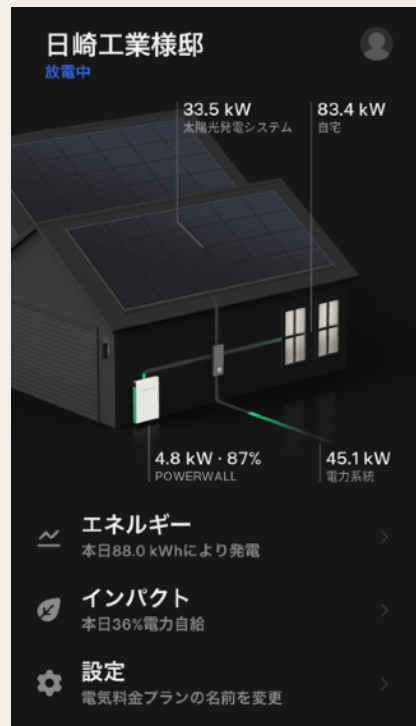 日崎工業様邸
放電中
33.5 kW
太陽光発電システム
83.4 kW
自宅
4.8 kW · 87%
POWERWALL
45.1 kW
電力系統
エネルギー
本日88.0 kWhにより発電
インパクト
本日36%電力自給
設定
電気料金プランの名前を変更